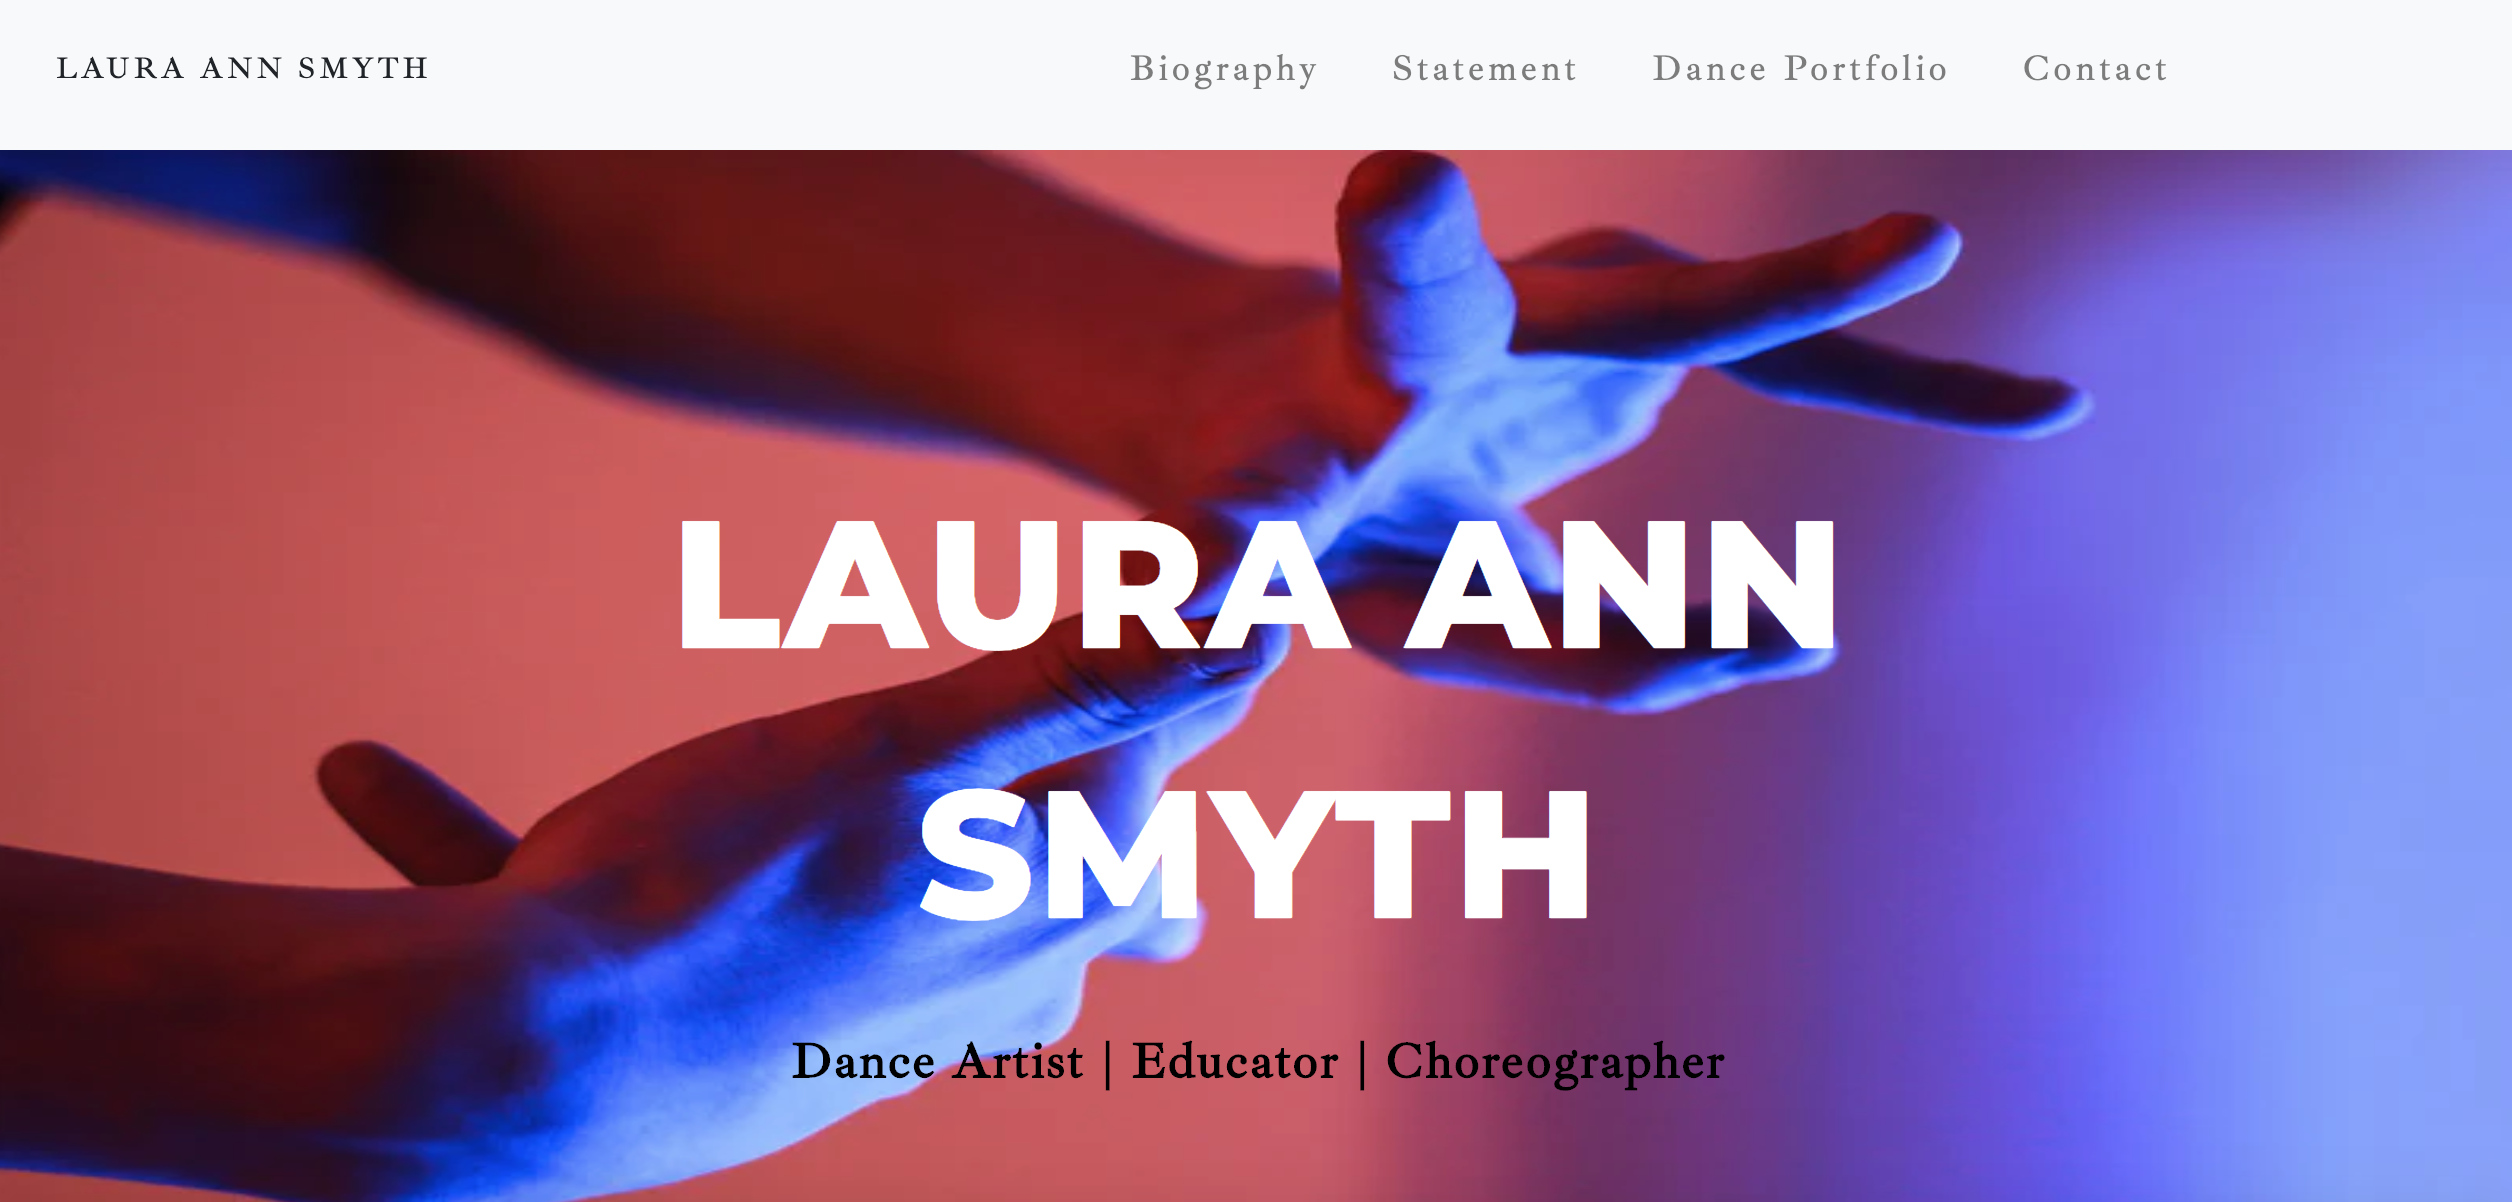 LAURA ANN SMYTH
Biography Statement Dance Portfolio Contact
LAURA ANN
SMYTH
Dance Artist | Educator | Choreographer